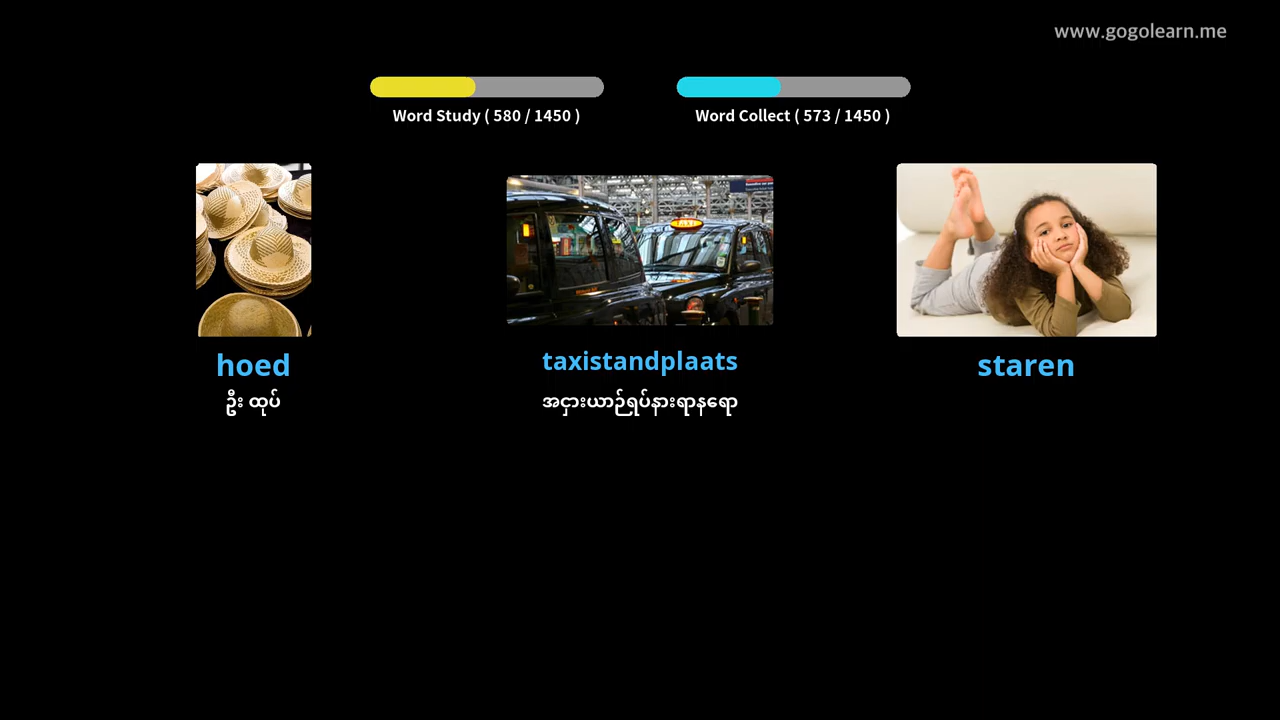 www.gogolearn.me
Word Study ( 580 / 1450 )
Word Collect ( 573 / 1450 )
TAXI
hoed
taxistandplaats
staren
ဦး ထုပ်
အငှားယာဉ်ရပ်နားရာနေရာ